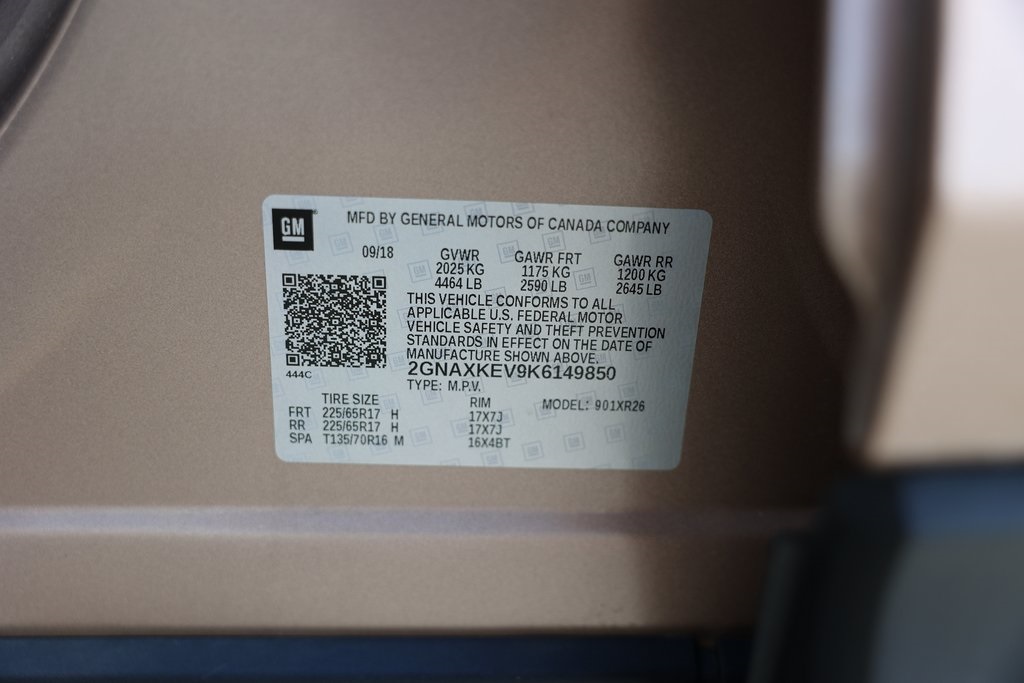 GM MFD BY GENERAL MOTORS OF CANADA COMPANY
09/18 GVWR GAWR FRT GAWR RR
2025 KG 1175 KG 1200 KG
4464 LB 2590 LB 2645 LB
THIS VEHICLE CONFORMS TO ALL
APPLICABLE U.S. FEDERAL MOTOR
VEHICLE SAFETY AND THEFT PREVENTION
STANDARDS IN EFFECT ON THE DATE OF
MANUFACTURE SHOWN ABOVE.
444C 2GNAXKEV9K6149850
TYPE: M.P.V.
TIRE SIZE RIM MODEL: 901XR26
FRT 225/65R17 H 17X7J
RR 225/65R17 H 17X7J
SPA T135/70R16 M 16X4BT